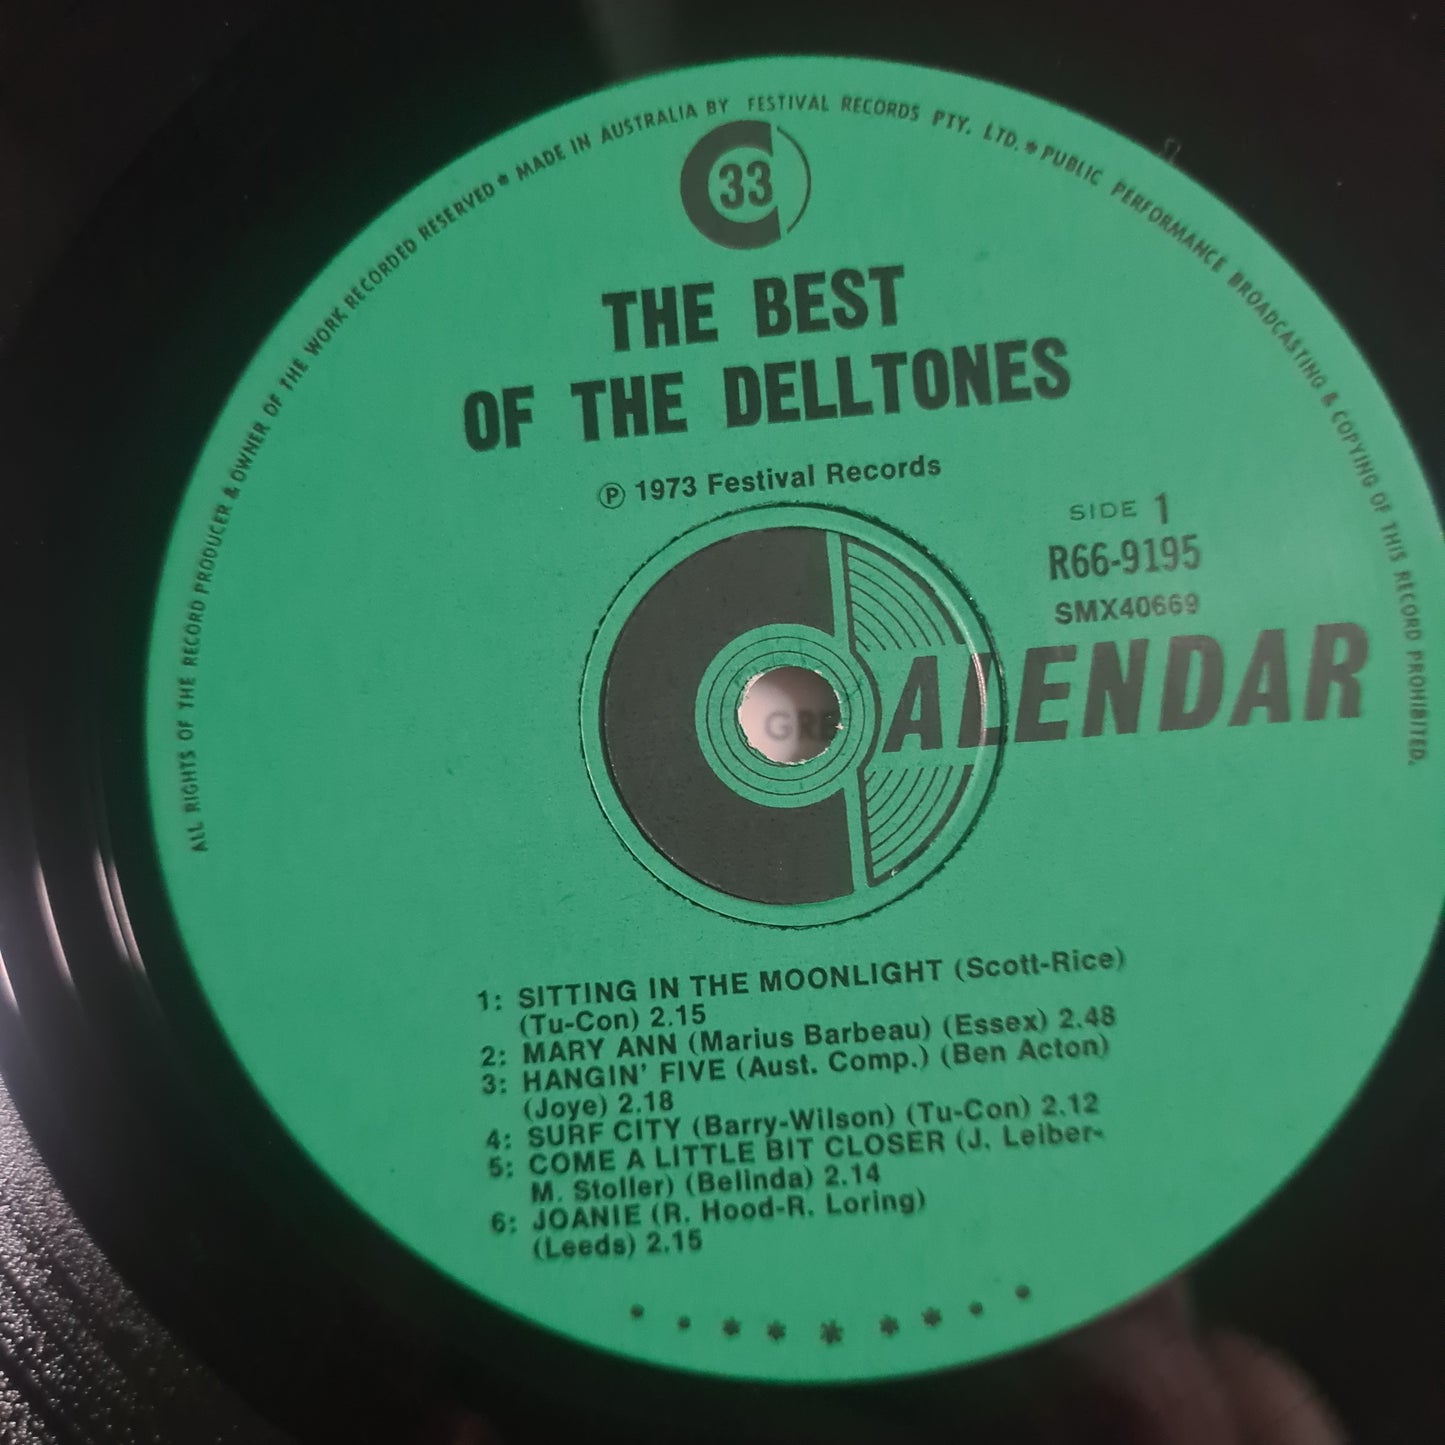 ALL RIGHTS OF THE RECORD PRODUCER & OWNER OF THE WORK RECORDED RESERVED * MADE IN AUSTRALIA BY FESTIVAL RECORDS PTY. LTD. * PUBLIC PERFORMANCE BROADCASTING & COPYING OF THIS RECORD PROHIBITED.
C 33
THE BEST
OF THE DELLTONES
℗ 1973 Festival Records
SIDE 1
R66-9195
SMX40669
CALENDAR
GRE
1: SITTING IN THE MOONLIGHT (Scott-Rice)
(Tu-Con) 2.15
2: MARY ANN (Marius Barbeau) (Essex) 2.48
3: HANGIN' FIVE (Aust. Comp.) (Ben Acton)
(Joye) 2.18
4: SURF CITY (Barry-Wilson) (Tu-Con) 2.12
5: COME A LITTLE BIT CLOSER (J. Leiber-
M. Stoller) (Belinda) 2.14
6: JOANIE (R. Hood-R. Loring)
(Leeds) 2.15